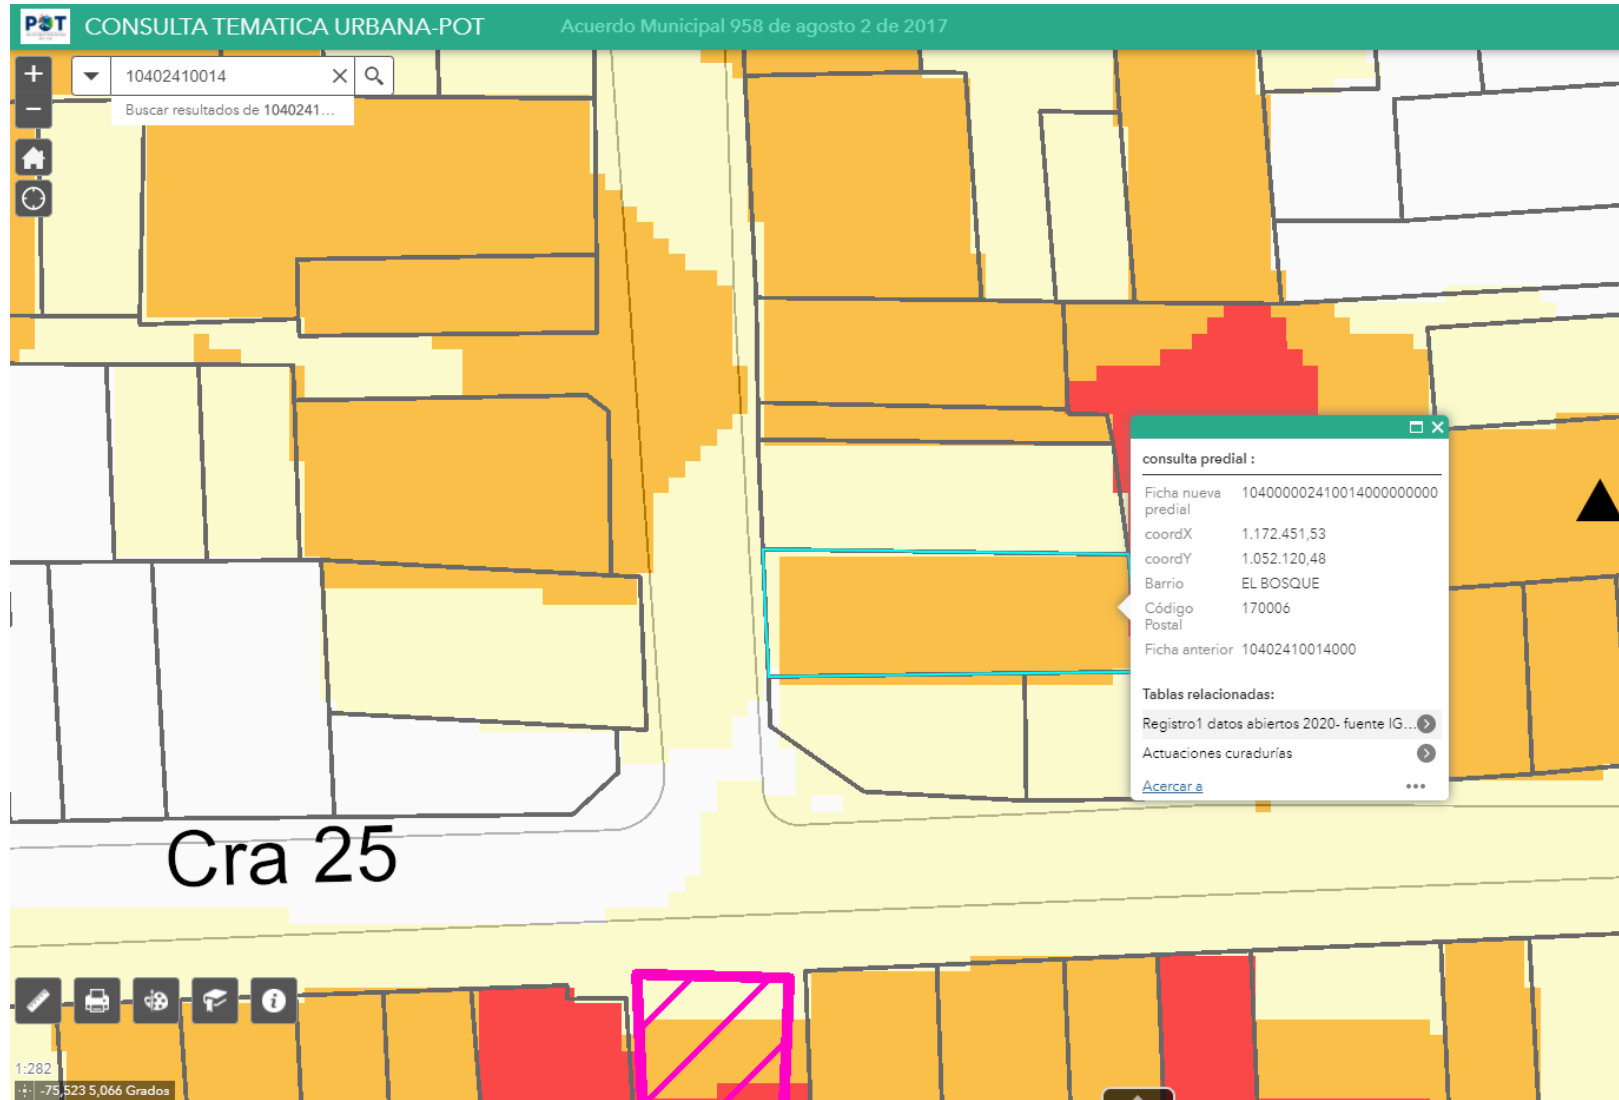 POT
CONSULTA TEMATICA URBANA-POT
Acuerdo Municipal 958 de agosto 2 de 2017
10402410014
Buscar resultados de 1040241...
consulta predial :
Ficha nueva predial 104000002410014000000000
coordX 1.172.451,53
coordY 1.052.120,48
Barrio EL BOSQUE
Código Postal 170006
Ficha anterior 10402410014000
Tablas relacionadas:
Registro1 datos abiertos 2020- fuente IG...
Actuaciones curadurías
Acercar a
Cra 25
1:282
-75,523 5,066 Grados